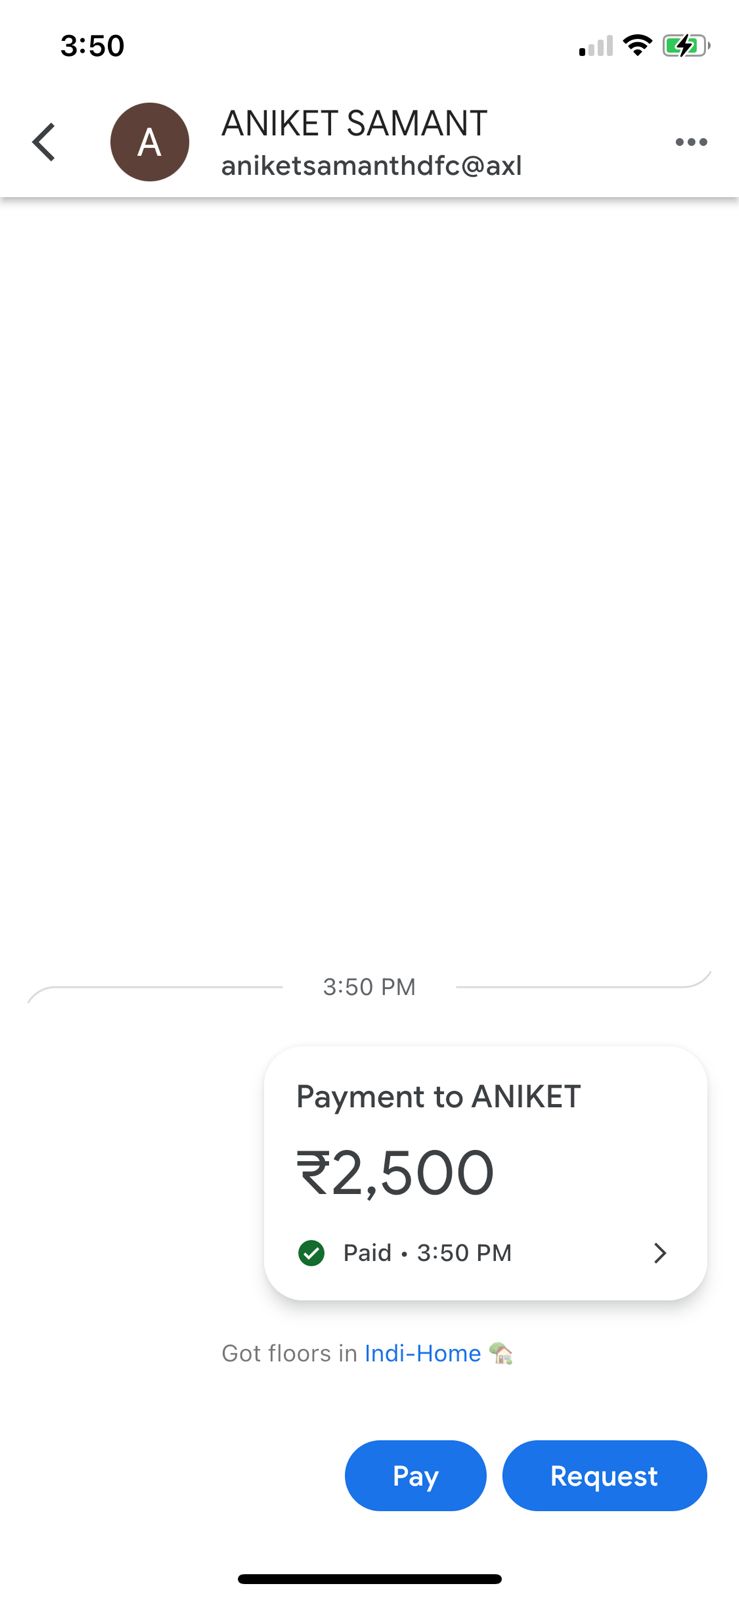 3:50
A
ANIKET SAMANT
aniketsamanthdfc@axl
3:50 PM
Payment to ANIKET
₹2,500
Paid • 3:50 PM
Got floors in Indi-Home
Pay
Request